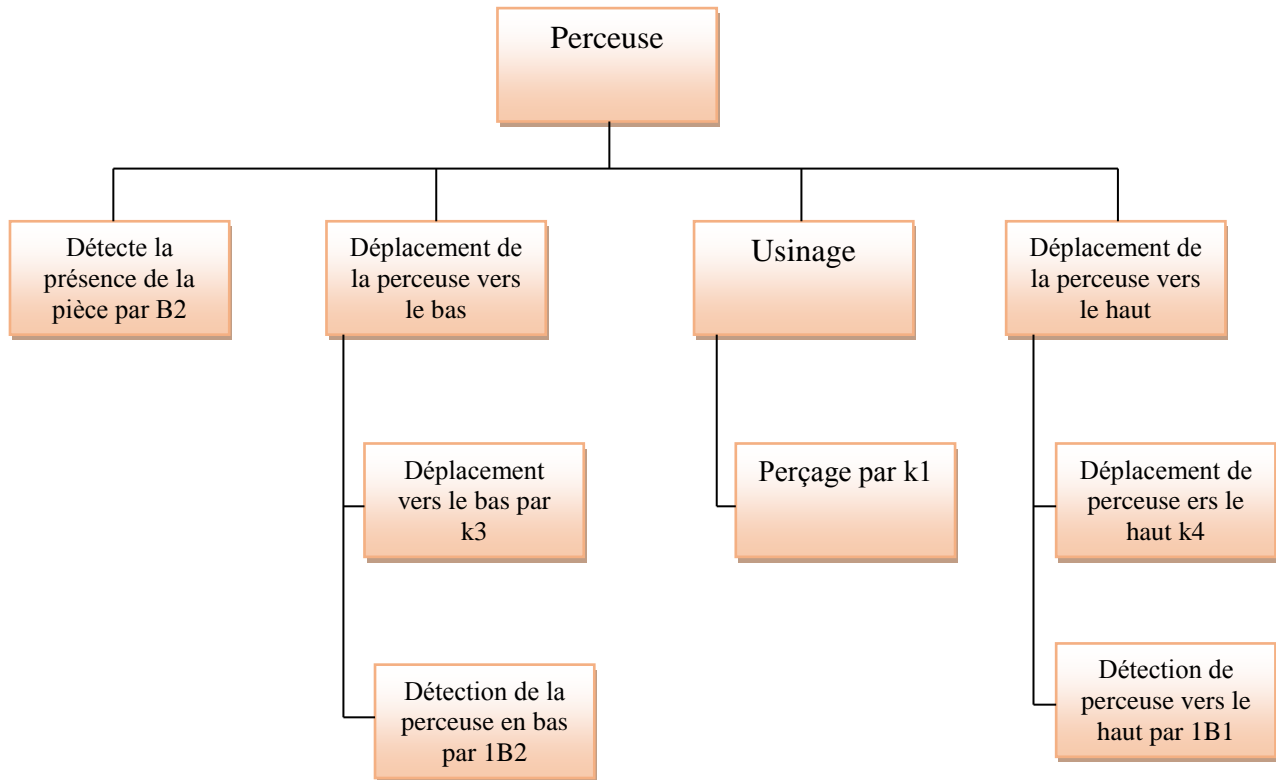 Perceuse
Détecte la
présence de la
pièce par B2
Déplacement de
la perceuse vers
le bas
Usinage
Déplacement de
la perceuse vers
le haut
Déplacement
vers le bas par
k3
Perçage par k1
Déplacement de
perceuse ers le
haut k4
Détection de la
perceuse en bas
par 1B2
Détection de
perceuse vers le
haut par 1B1